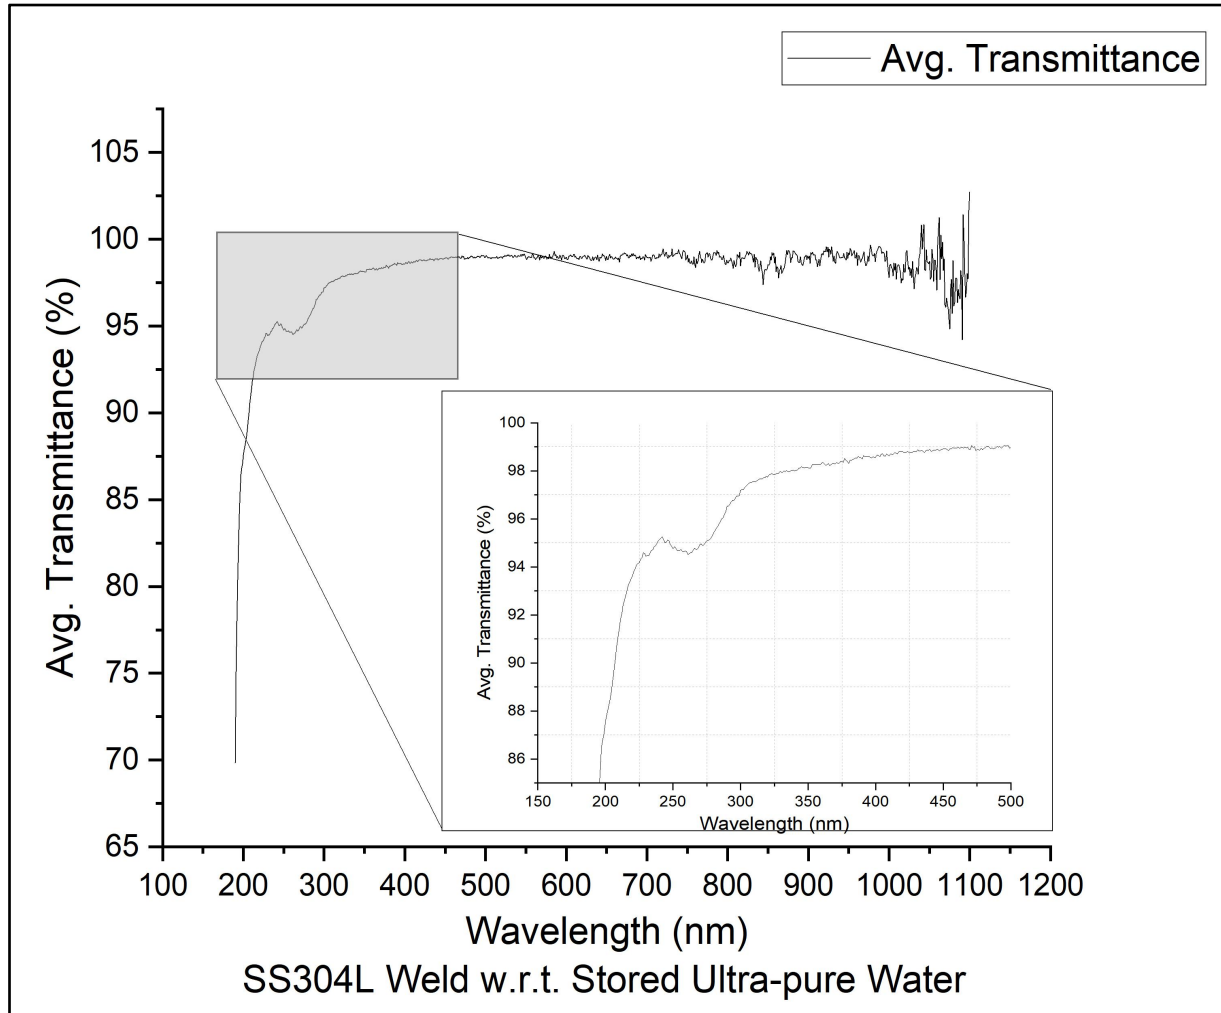 Avg. Transmittance
105
100
95
90
85
80
75
70
65
Avg. Transmittance (%)
100
98
96
94
92
90
88
86
Avg. Transmittance (%)
150 200 250 300 350 400 450 500
Wavelength (nm)
100 200 300 400 500 600 700 800 900 1000 1100 1200
Wavelength (nm)
SS304L Weld w.r.t. Stored Ultra-pure Water